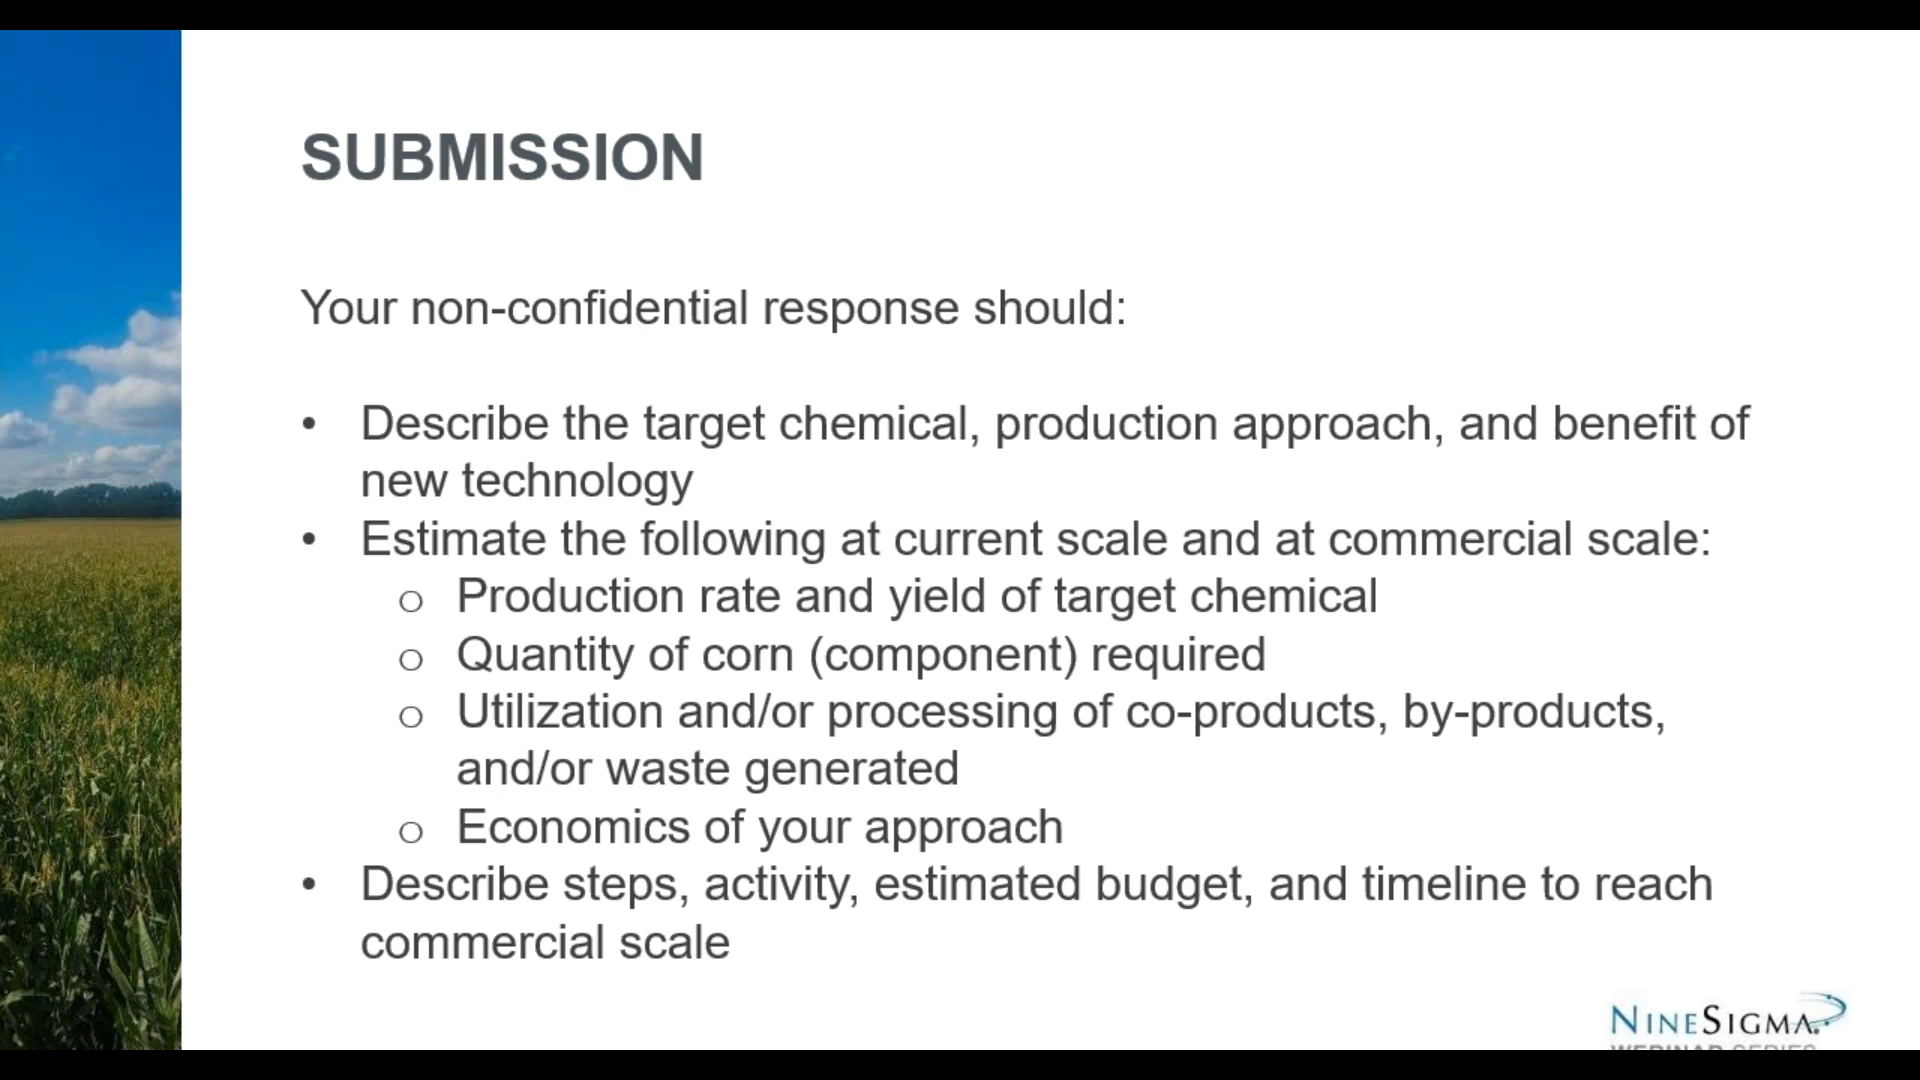 SUBMISSION
Your non-confidential response should:
• Describe the target chemical, production approach, and benefit of
new technology
• Estimate the following at current scale and at commercial scale:
o Production rate and yield of target chemical
o Quantity of corn (component) required
o Utilization and/or processing of co-products, by-products,
and/or waste generated
o Economics of your approach
• Describe steps, activity, estimated budget, and timeline to reach
commercial scale
NINESIGMA
WEBINAR SERIES